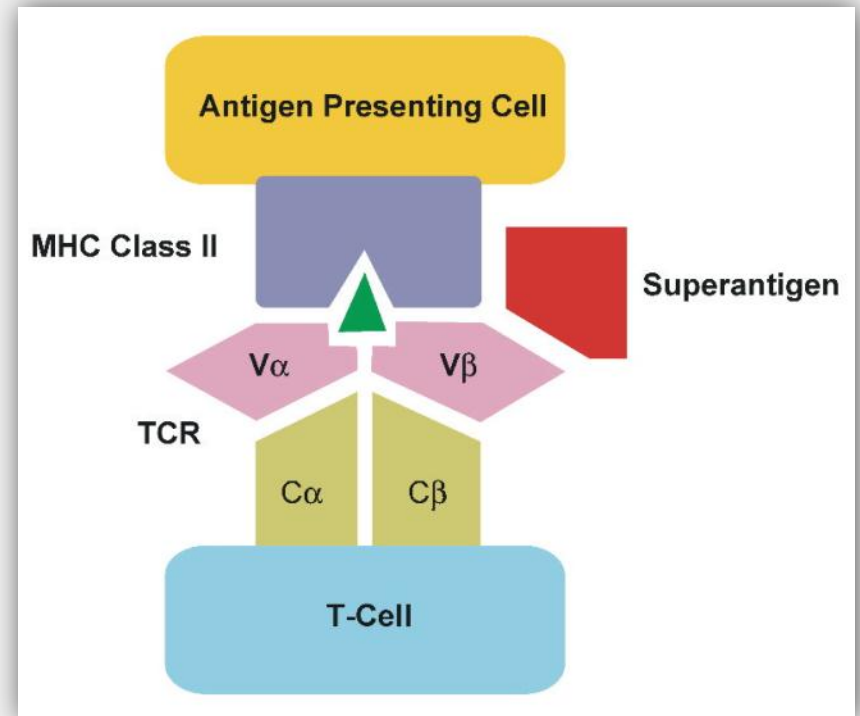 Antigen Presenting Cell
MHC Class II
Superantigen
Vα
Vβ
TCR
Cα
Cβ
T-Cell